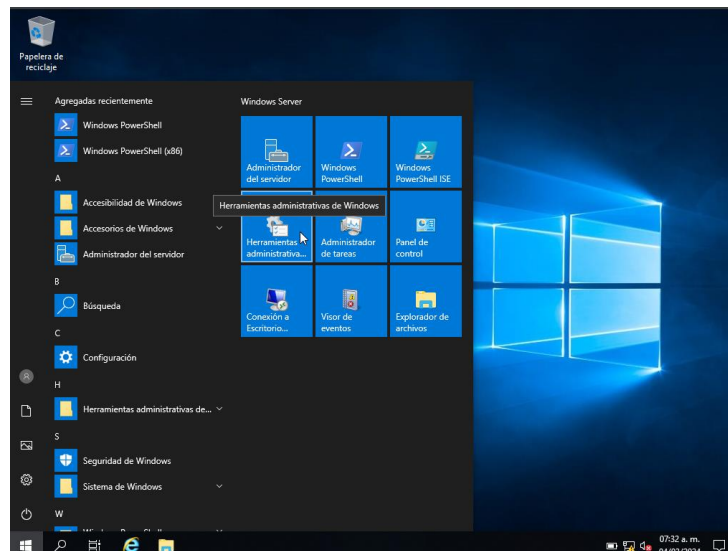 Papelera de
reciclaje
Agregadas recientemente
Windows PowerShell
Windows PowerShell (x86)
A
Accesibilidad de Windows
Accesorios de Windows
Administrador del servidor
B
Búsqueda
C
Configuración
H
Herramientas administrativas de...
S
Seguridad de Windows
Sistema de Windows
W
Windows Server
Administrador
del servidor
Windows
PowerShell
Windows
PowerShell ISE
Herramientas administrativas de Windows
Herramientas
administrativa...
Administrador
de tareas
Panel de
control
Conexión a
Escritorio...
Visor de
eventos
Explorador de
archivos
07:32 a. m.